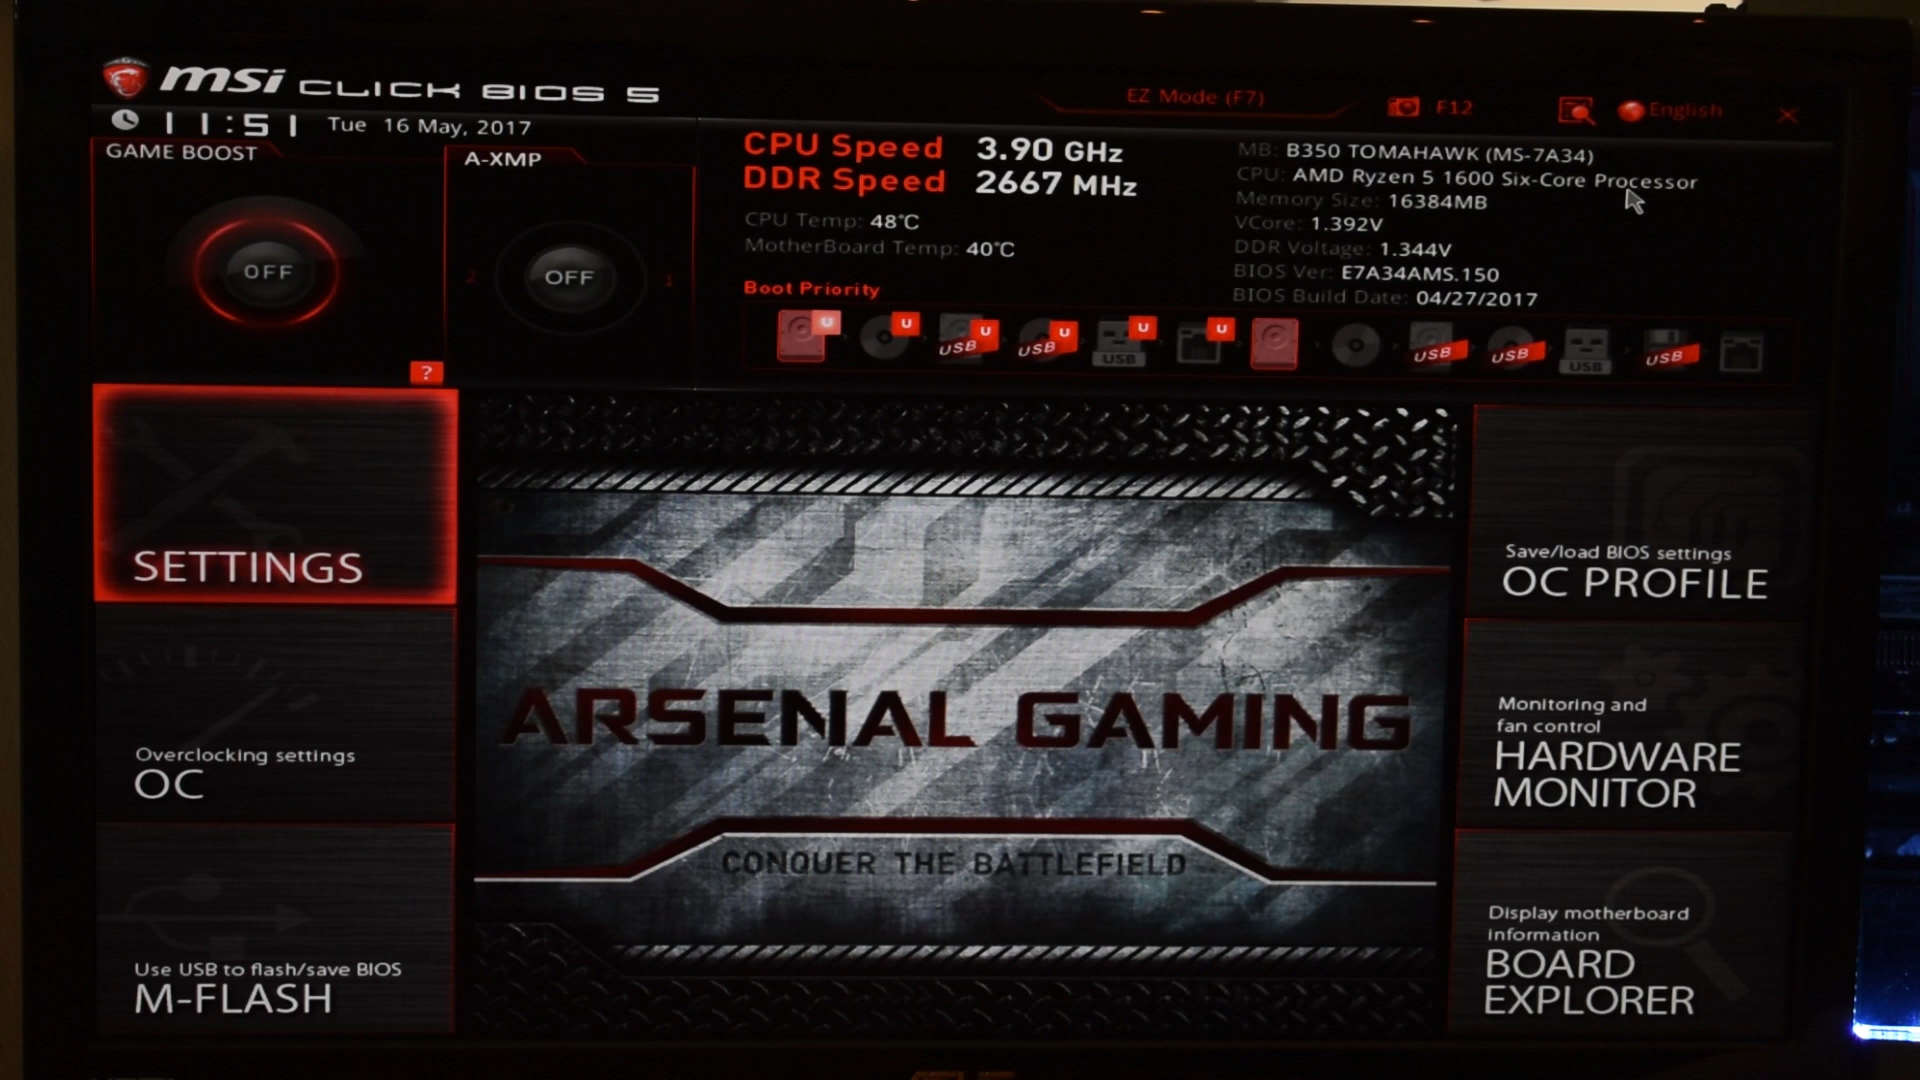 msi CLICK BIOS 5
EZ Mode (F7)
F12
English
11:51 Tue 16 May, 2017
GAME BOOST
OFF
?
A-XMP
2 OFF 1
CPU Speed 3.90 GHz
DDR Speed 2667 MHz
CPU Temp: 48°C
MotherBoard Temp: 40°C
MB: B350 TOMAHAWK (MS-7A34)
CPU: AMD Ryzen 5 1600 Six-Core Processor
Memory Size: 16384MB
VCore: 1.392V
DDR Voltage: 1.344V
BIOS Ver: E7A34AMS.150
BIOS Build Date: 04/27/2017
Boot Priority
U U USB U USB U USB U U USB USB USB USB
SETTINGS
Overclocking settings
OC
Use USB to flash/save BIOS
M-FLASH
ARSENAL GAMING
CONQUER THE BATTLEFIELD
Save/load BIOS settings
OC PROFILE
Monitoring and
fan control
HARDWARE
MONITOR
Display motherboard
information
BOARD
EXPLORER